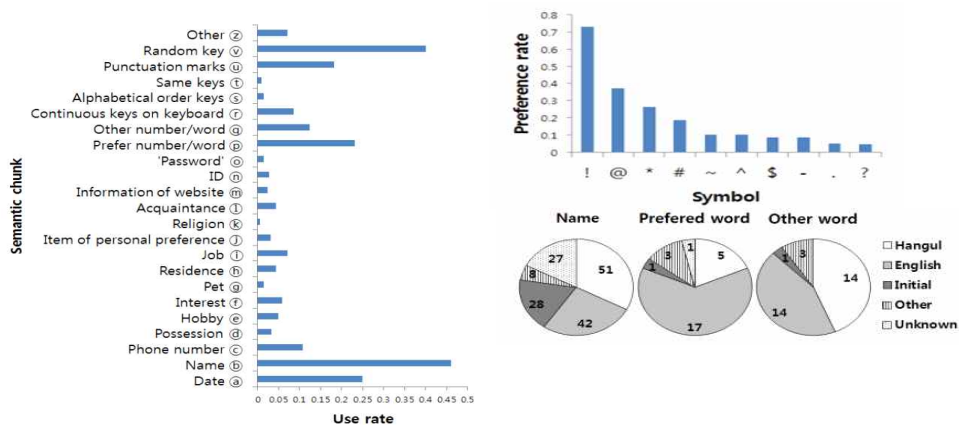 Semantic chunk
Other ⓩ
Random key ⓥ
Punctuation marks ⓤ
Same keys ⓣ
Alphabetical order keys ⓢ
Continuous keys on keyboard ⓡ
Other number/word ⓠ
Prefer number/word ⓟ
'Password' ⓞ
ID ⓝ
Information of website ⓜ
Acquaintance ⓛ
Religion ⓚ
Item of personal preference ⓙ
Job ⓘ
Residence ⓗ
Pet ⓖ
Interest ⓕ
Hobby ⓔ
Possession ⓓ
Phone number ⓒ
Name ⓑ
Date ⓐ
0 0.05 0.1 0.15 0.2 0.25 0.3 0.35 0.4 0.45 0.5
Use rate
Preference rate
0.8
0.7
0.6
0.5
0.4
0.3
0.2
0.1
0
! @ * # ~ ^ $ - . ?
Symbol
Name Prefered word Other word
27 51 8 28 42
1 5 3 1 17
3 1 14 14
Hangul
English
Initial
Other
Unknown